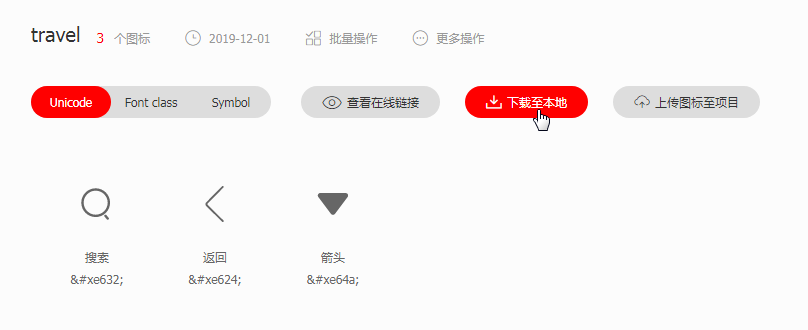 travel 3 个图标 2019-12-01 批量操作 更多操作
Unicode Font class Symbol 查看在线链接 下载至本地 上传图标至项目
搜索 返回 箭头
&#xe632; &#xe624; &#xe64a;